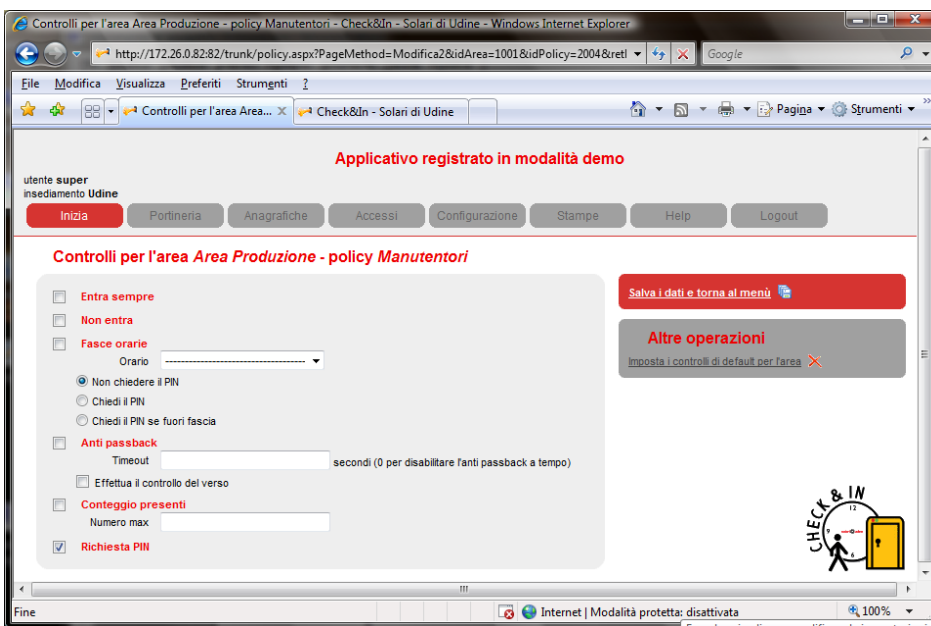 Controlli per l'area Area Produzione - policy Manutentori - Check&In - Solari di Udine - Windows Internet Explorer
http://172.26.0.82:82/trunk/policy.aspx?PageMethod=Modifica2&idArea=1001&idPolicy=2004&retl
Google
File Modifica Visualizza Preferiti Strumenti ?
Controlli per l'area Area... X
Check&In - Solari di Udine
Pagina
Strumenti
Applicativo registrato in modalità demo
utente super
insediamento Udine
Inizia Portineria Anagrafiche Accessi Configurazione Stampe Help Logout
Controlli per l'area Area Produzione - policy Manutentori
Entra sempre
Non entra
Fasce orarie
Orario ------------------------------------
Non chiedere il PIN
Chiedi il PIN
Chiedi il PIN se fuori fascia
Anti passback
Timeout secondi (0 per disabilitare l'anti passback a tempo)
Effettua il controllo del verso
Conteggio presenti
Numero max
Richiesta PIN
Salva i dati e torna al menù
Altre operazioni
Imposta i controlli di default per l'area
CHECK & IN
12
9
6
Fine
Internet | Modalità protetta: disattivata
100%